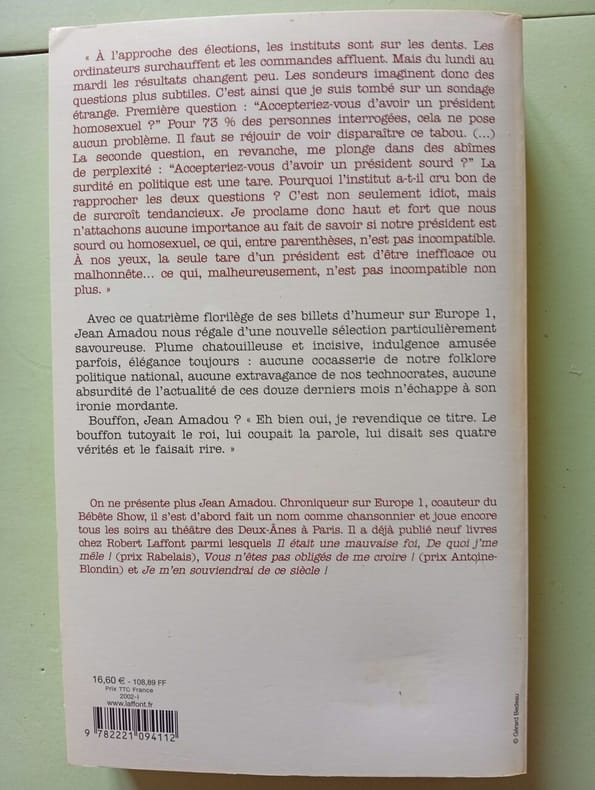 « À l'approche des élections, les instituts sont sur les dents. Les
ordinateurs surchauffent et les commandes affluent. Mais du lundi au
mardi les résultats changent peu. Les sondeurs imaginent donc des
questions plus subtiles. C'est ainsi que je suis tombé sur un sondage
étrange. Première question : "Accepteriez-vous d'avoir un président
homosexuel ?" Pour 73 % des personnes interrogées, cela ne pose
aucun problème. Il faut se réjouir de voir disparaître ce tabou. (...)
La seconde question, en revanche, me plonge dans des abîmes
de perplexité : "Accepteriez-vous d'avoir un président sourd ?" La
surdité en politique est une tare. Pourquoi l'institut a-t-il cru bon de
rapprocher les deux questions ? C'est non seulement idiot, mais
de surcroît tendancieux. Je proclame donc haut et fort que nous
n'attachons aucune importance au fait de savoir si notre président est
sourd ou homosexuel, ce qui, entre parenthèses, n'est pas incompatible.
À nos yeux, la seule tare d'un président est d'être inefficace ou
malhonnête... ce qui, malheureusement, n'est pas incompatible non
plus. »
Avec ce quatrième florilège de ses billets d'humeur sur Europe 1,
Jean Amadou nous régale d'une nouvelle sélection particulièrement
savoureuse. Plume chatouilleuse et incisive, indulgence amusée
parfois, élégance toujours : aucune cocasserie de notre folklore
politique national, aucune extravagance de nos technocrates, aucune
absurdité de l'actualité de ces douze derniers mois n'échappe à son
ironie mordante.
Bouffon, Jean Amadou ? « Eh bien oui, je revendique ce titre. Le
bouffon tutoyait le roi, lui coupait la parole, lui disait ses quatre
vérités et le faisait rire. »
On ne présente plus Jean Amadou. Chroniqueur sur Europe 1, coauteur du
Bébête Show, il s'est d'abord fait un nom comme chansonnier et joue encore
tous les soirs au théâtre des Deux-Ânes à Paris. Il a déjà publié neuf livres
chez Robert Laffont parmi lesquels Il était une mauvaise foi, De quoi j'me
mêle ! (prix Rabelais), Vous n'êtes pas obligés de me croire ! (prix Antoine-
Blondin) et Je m'en souviendrai de ce siècle !
16,60 € - 108,89 FF
Prix TTC France
2002-I
www.laffont.fr
9 782221 094112
© Gérard Bedeau